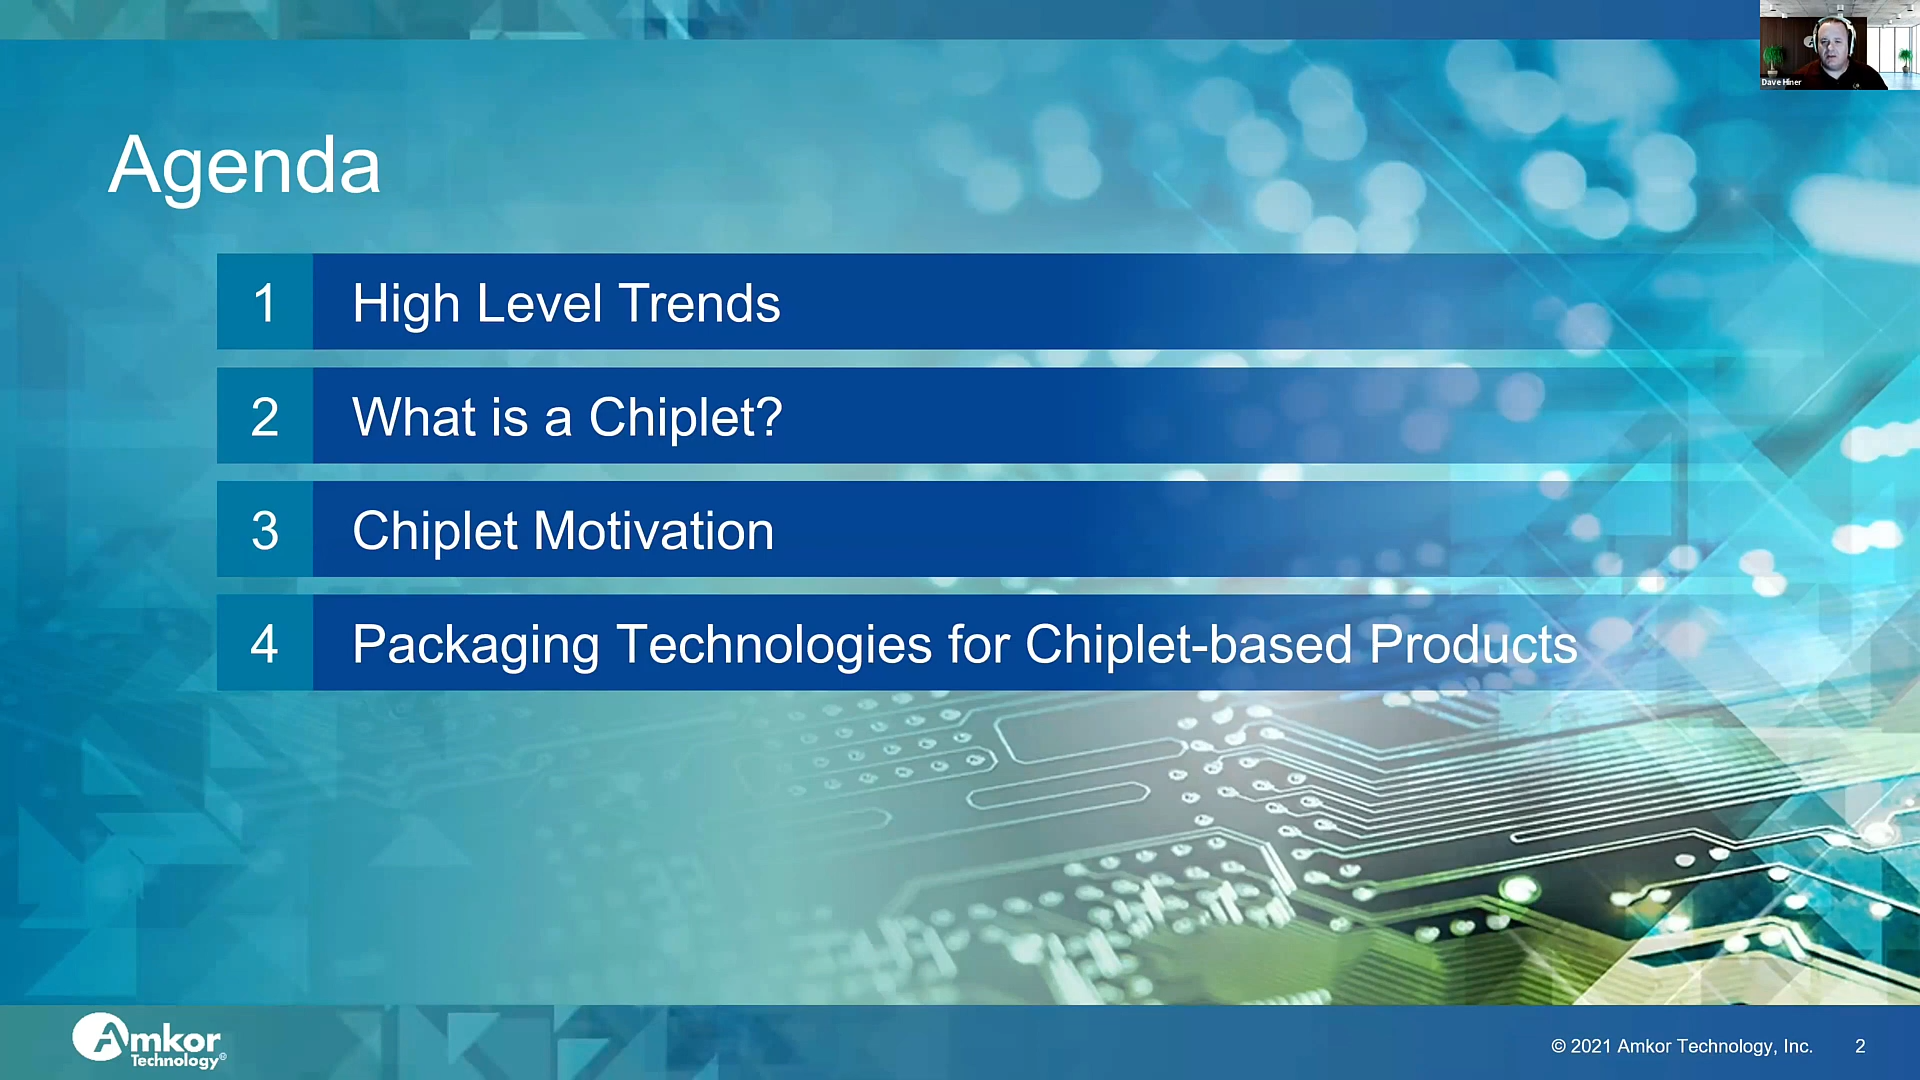 Dave Hiner
Agenda
1 High Level Trends
2 What is a Chiplet?
3 Chiplet Motivation
4 Packaging Technologies for Chiplet-based Products
Amkor
Technology®
© 2021 Amkor Technology, Inc. 2